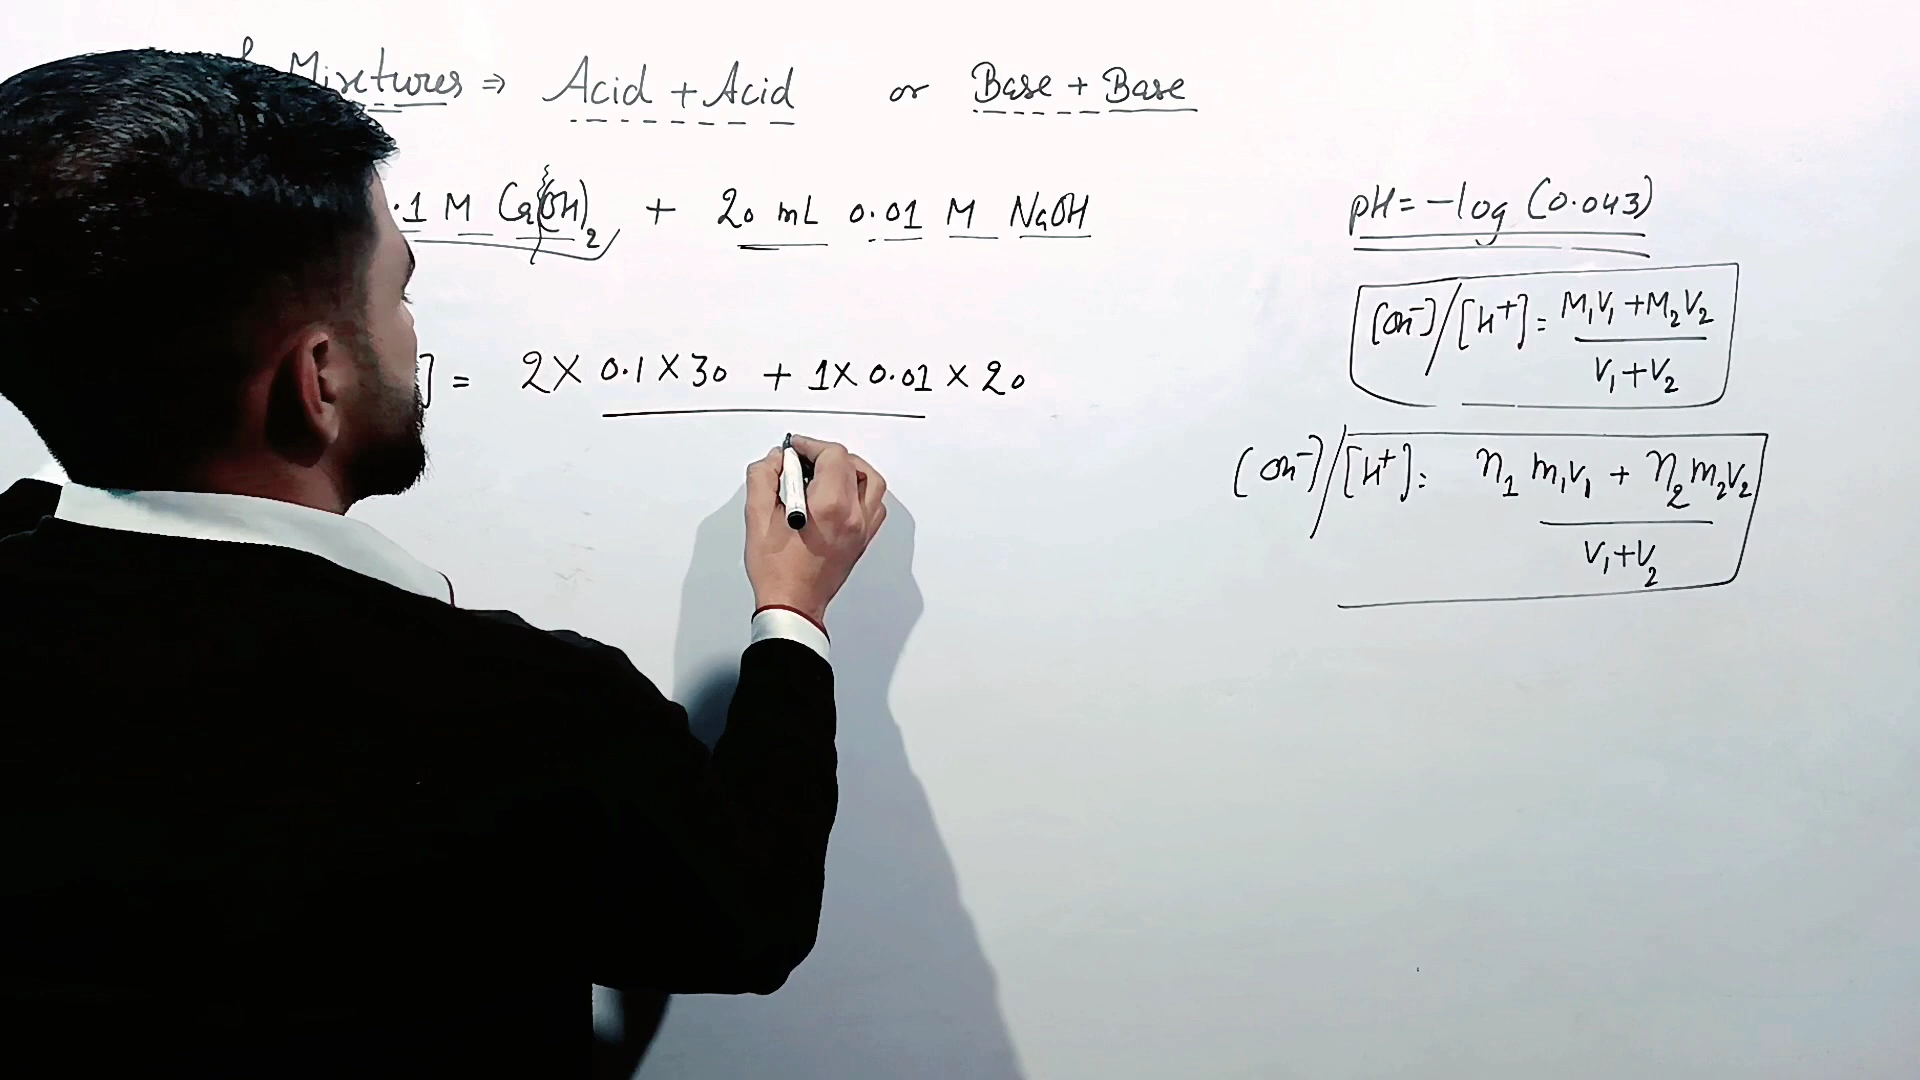 Mixtures ⇒ Acid + Acid or Base + Base
.1 M Ca(OH)₂ + 20 mL 0.01 M NaOH
] = 2 × 0.1 × 30 + 1 × 0.01 × 20
pH = -log (0.043)
[OH⁻]/[H⁺] = M₁V₁ + M₂V₂
V₁ + V₂
[OH⁻]/[H⁺] = n₁ m₁v₁ + n₂ m₂v₂
V₁ + V₂